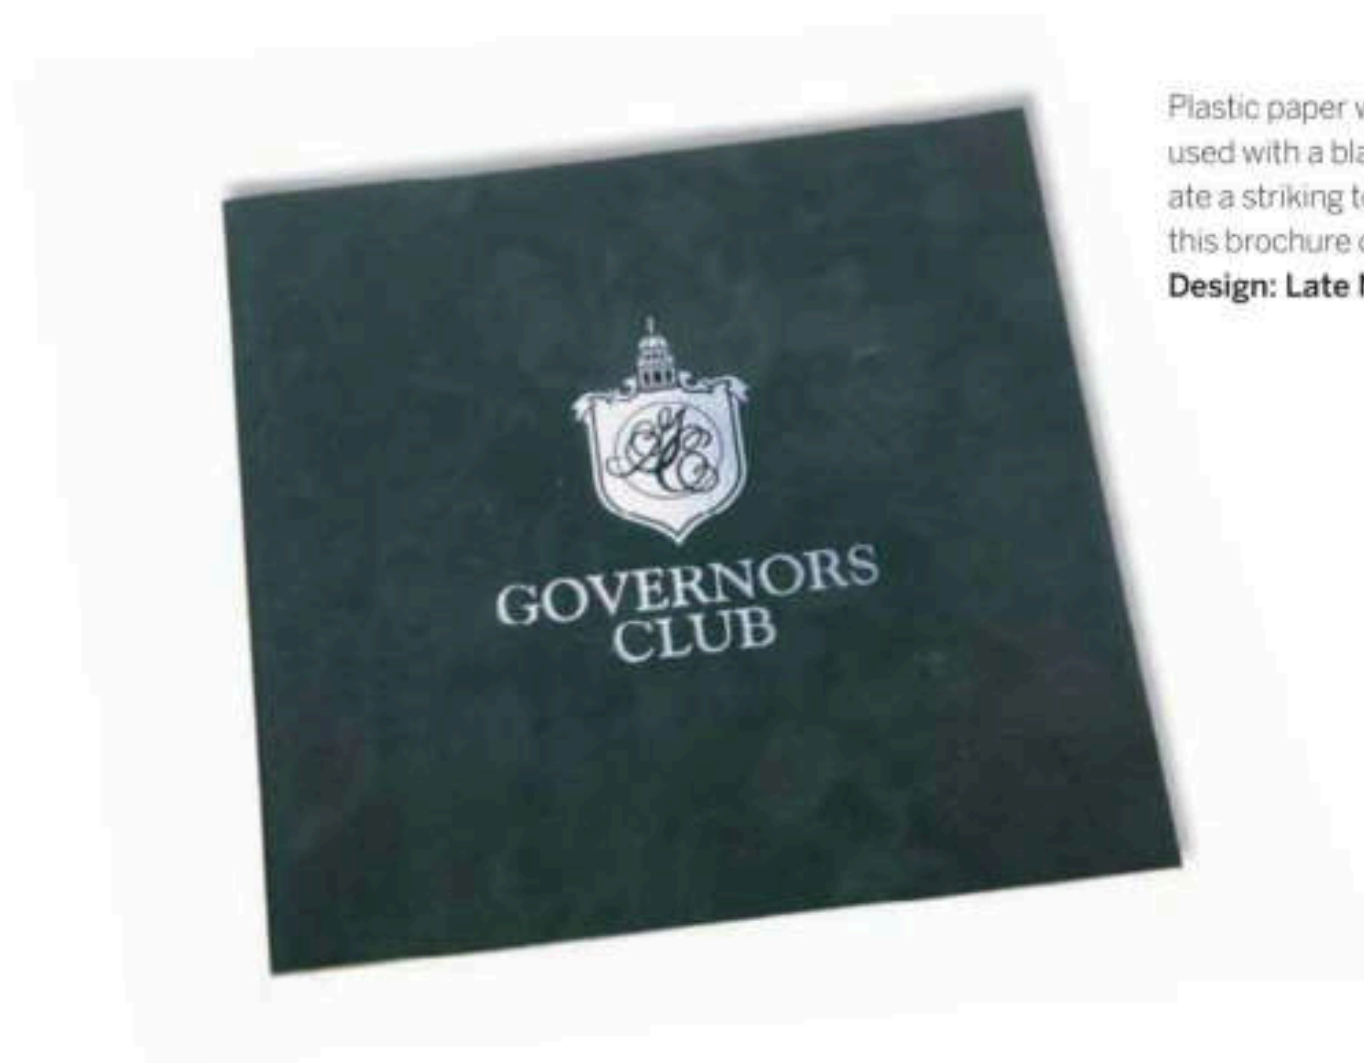 GOVERNORS
CLUB
Plastic paper
used with a
ate a striking
this brochure
Design: Late